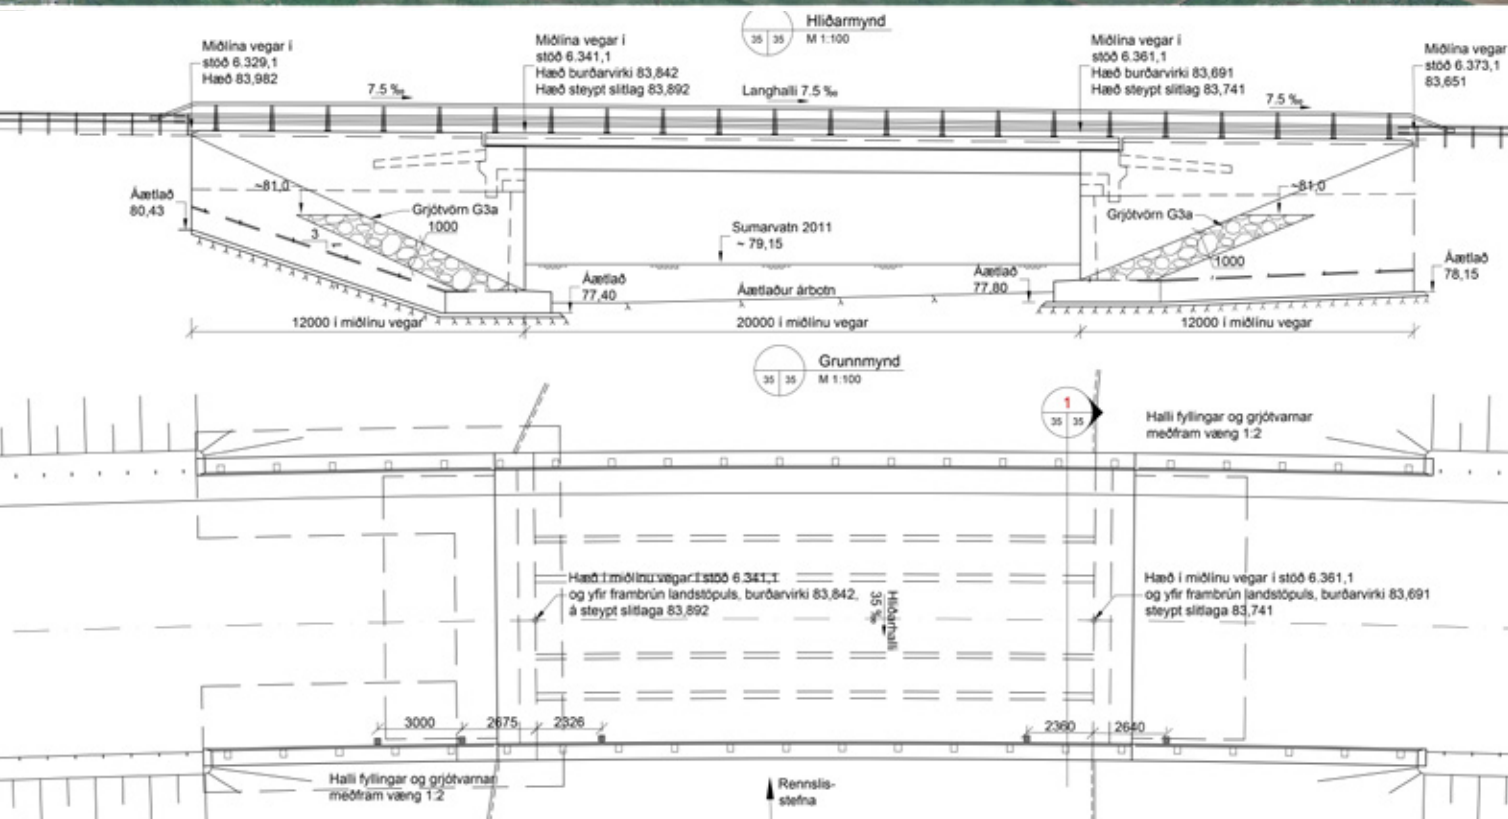 Hliðarmynd
35 35
M 1:100
Miðlína vegar í
stöð 6.329,1
Hæð 83,982
Miðlína vegar í
stöð 6.341,1
Hæð burðarvirki 83,842
Hæð steypt slitlag 83,892
Miðlína vegar í
stöð 6.361,1
Hæð burðarvirki 83,691
Hæð steypt slitlag 83,741
Miðlína vegar
stöð 6.373,1
83,651
7.5 ‰
Langhalli 7.5 ‰
7.5 ‰
Áætlað
80,43
~81,0
Grjótvörn G3a
1000
3
1
Sumarvatn 2011
~ 79,15
~81,0
Grjótvörn G3a
1000
Áætlað
78,15
Áætlað
77,40
Áætlaður árbotn
Áætlað
77,80
12000 í miðlínu vegar
20000 í miðlínu vegar
12000 í miðlínu vegar
Grunnmynd
35 35
M 1:100
1
35 35
Halli fyllingar og grjótvarnar
meðfram væng 1:2
Hæð í miðlínu vegar í stöð 6.341,1
og yfir frambrún landstöpuls, burðarvirki 83,842,
á steypt slitlaga 83,892
Hliðarhalli
35 ‰
Hæð í miðlínu vegar í stöð 6.361,1
og yfir frambrún landstöpuls, burðarvirki 83,691
steypt slitlaga 83,741
3000
2675
2326
2360
2640
Halli fyllingar og grjótvarnar
meðfram væng 1:2
Rennslis-
stefna